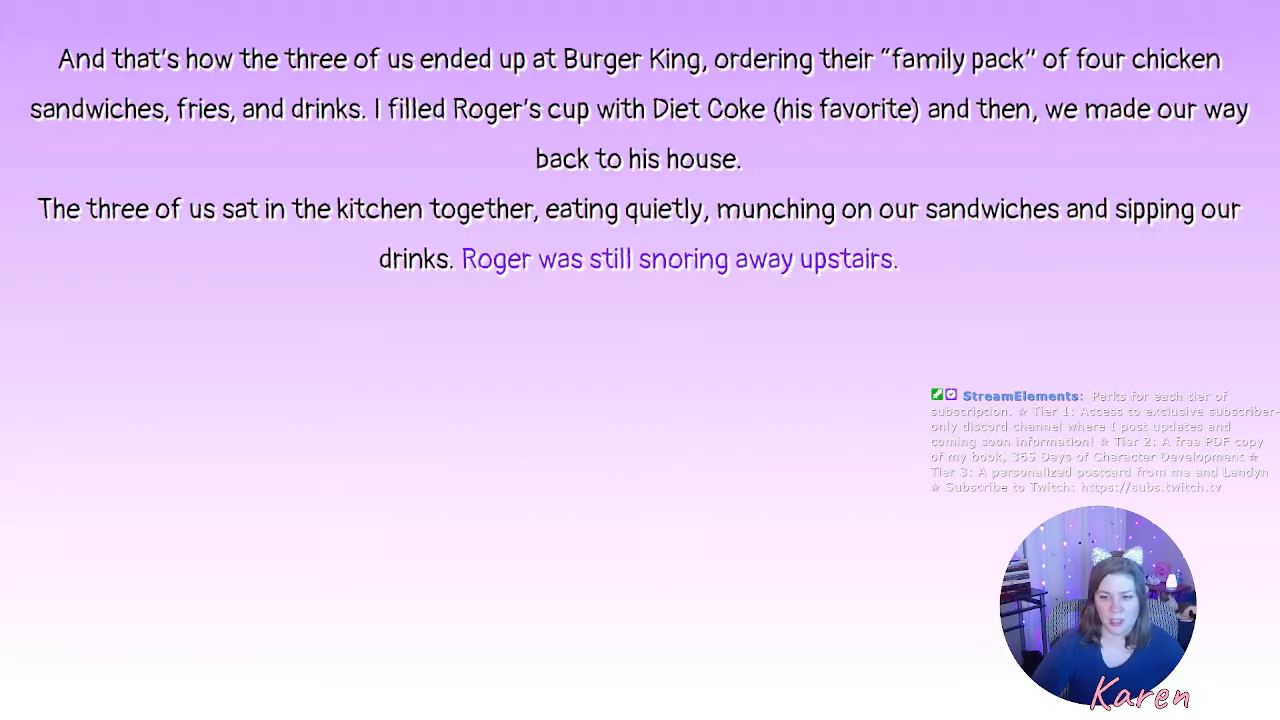 And that's how the three of us ended up at Burger King, ordering their “family pack” of four chicken
sandwiches, fries, and drinks. I filled Roger's cup with Diet Coke (his favorite) and then, we made our way
back to his house.
The three of us sat in the kitchen together, eating quietly, munching on our sandwiches and sipping our
drinks. Roger was still snoring away upstairs.
StreamElements: Perks for each tier of
subscription. ☆ Tier 1: Access to exclusive subscriber-
only discord channel where I post updates and
coming soon information! ☆ Tier 2: A free PDF copy
of my book, 365 Days of Character Development ☆
Tier 3: A personalized postcard from me and Landyn
☆ Subscribe to Twitch: https://subs.twitch.tv
Karen